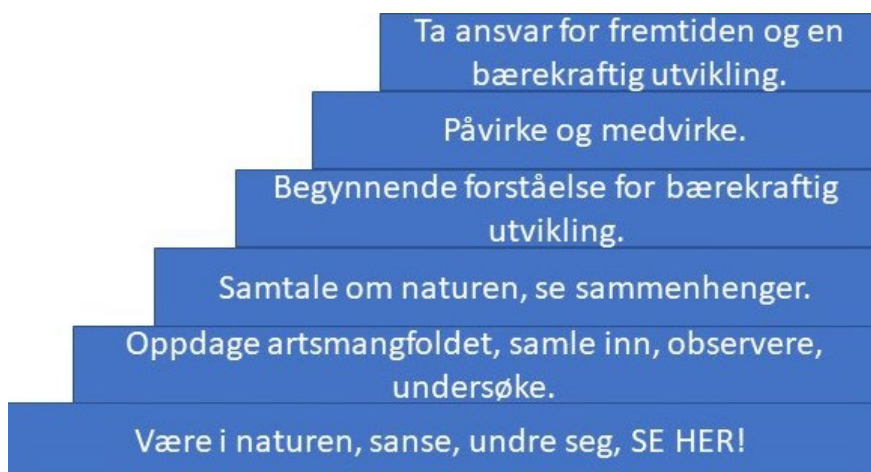 Ta ansvar for fremtiden og en
bærekraftig utvikling.
Påvirke og medvirke.
Begynnende forståelse for bærekraftig
utvikling.
Samtale om naturen, se sammenhenger.
Oppdage artsmangfoldet, samle inn, observere,
undersøke.
Være i naturen, sanse, undre seg, SE HER!